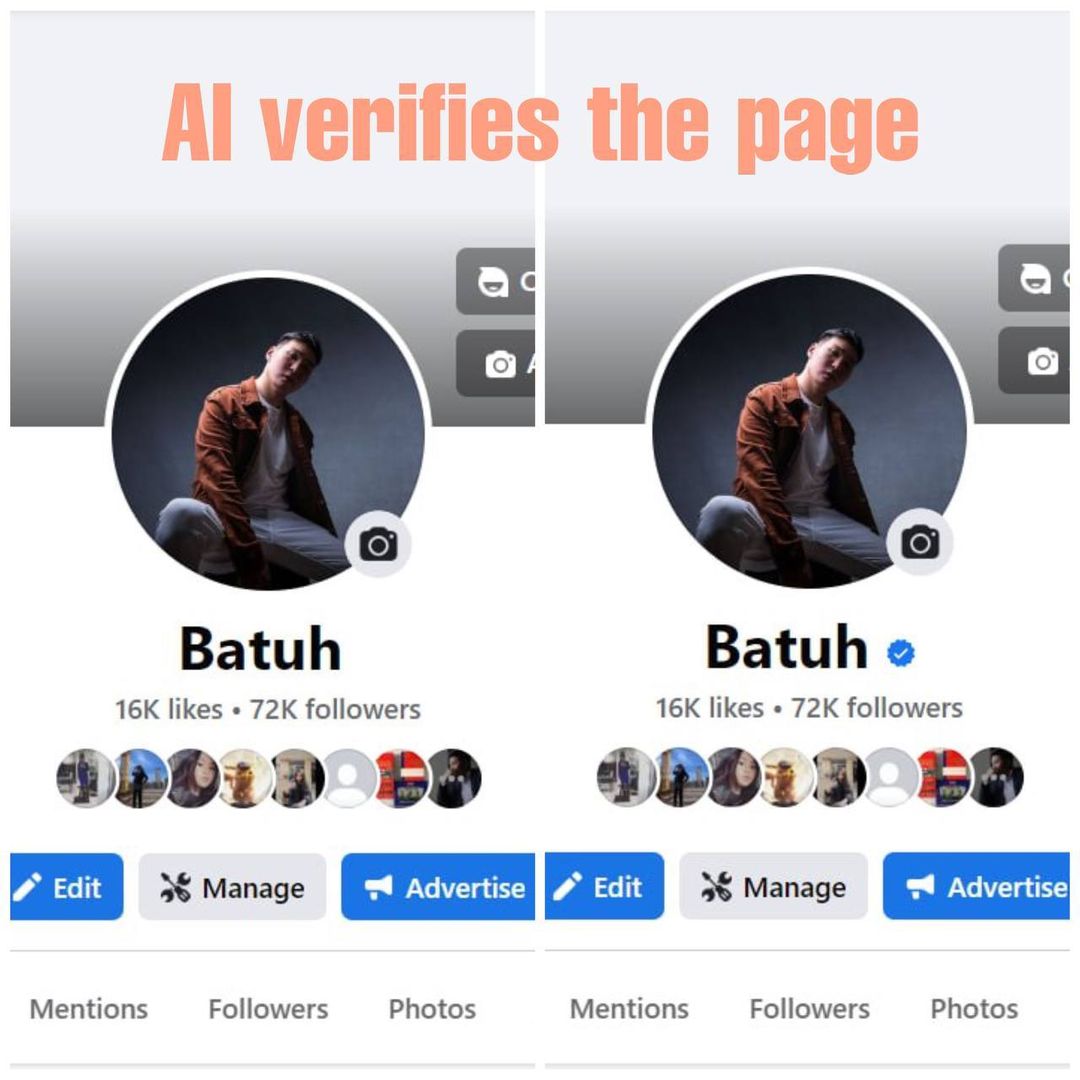 AI verifies the page
Batuh
16K likes • 72K followers
Edit
Manage
Advertise
Mentions
Followers
Photos
Batuh
16K likes • 72K followers
Edit
Manage
Advertise
Mentions
Followers
Photos